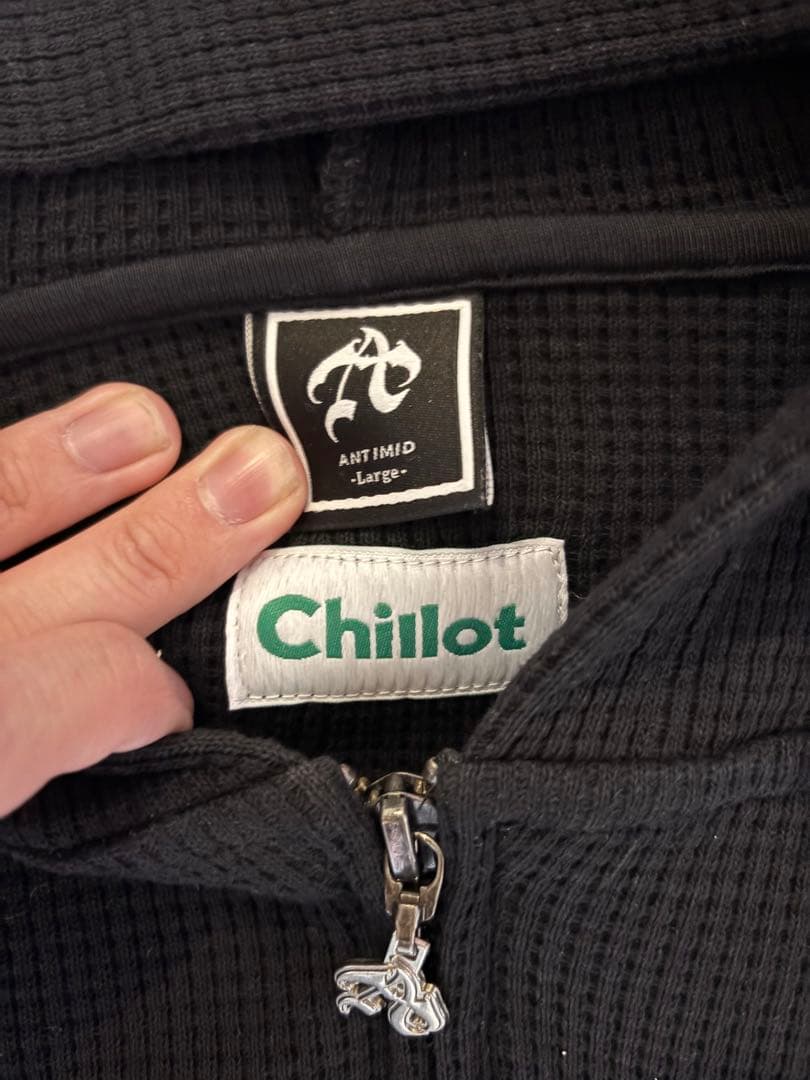 ANTIMID
-Large-
Chillot